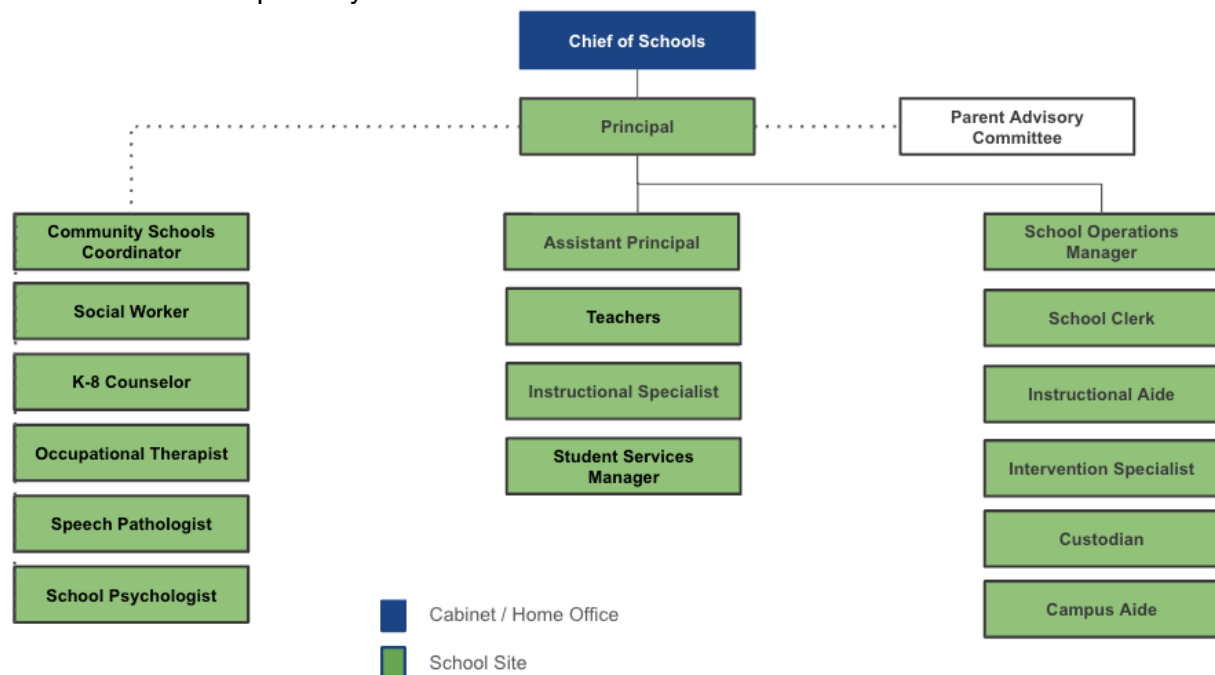 Chief of Schools
Principal
Parent Advisory
Committee
Community Schools
Coordinator
Social Worker
K-8 Counselor
Occupational Therapist
Speech Pathologist
School Psychologist
Assistant Principal
Teachers
Instructional Specialist
Student Services
Manager
School Operations
Manager
School Clerk
Instructional Aide
Intervention Specialist
Custodian
Campus Aide
Cabinet / Home Office
School Site